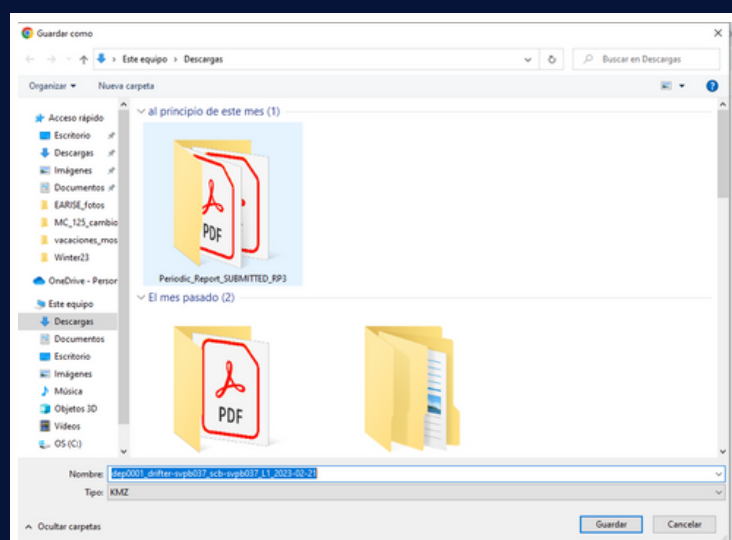 Guardar como
Este equipo > Descargas
Buscar en Descargas
Organizar
Nueva carpeta
Acceso rápido
Escritorio
Descargas
Imágenes
Documentos
EARISE_fotos
MC_125_cambio
vacaciones_mos
Winter23
OneDrive - Person
Este equipo
Descargas
Documentos
Escritorio
Imágenes
Música
Objetos 3D
Vídeos
OS (C:)
al principio de este mes (1)
PDF
Periodic_Report_SUBMITTED_RP3
El mes pasado (2)
PDF
Nombre: dep0001_drifter-svpb037_scb-svpb037_L1_2023-02-21
Tipo: KMZ
Ocultar carpetas
Guardar
Cancelar